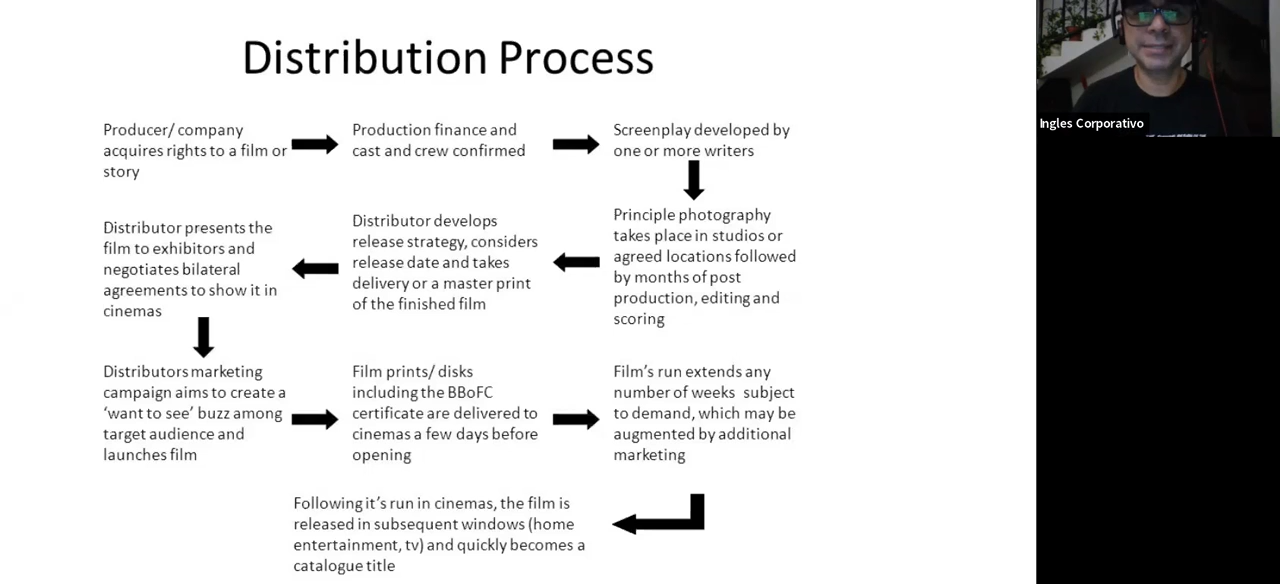 Distribution Process
Producer/ company
acquires rights to a film or
story
Production finance and
cast and crew confirmed
Screenplay developed by
one or more writers
Principle photography
takes place in studios or
agreed locations followed
by months of post
production, editing and
scoring
Distributor develops
release strategy, considers
release date and takes
delivery or a master print
of the finished film
Distributor presents the
film to exhibitors and
negotiates bilateral
agreements to show it in
cinemas
Distributors marketing
campaign aims to create a
‘want to see’ buzz among
target audience and
launches film
Film prints/ disks
including the BBoFC
certificate are delivered to
cinemas a few days before
opening
Film’s run extends any
number of weeks subject
to demand, which may be
augmented by additional
marketing
Following it’s run in cinemas, the film is
released in subsequent windows (home
entertainment, tv) and quickly becomes a
catalogue title
Ingles Corporativo